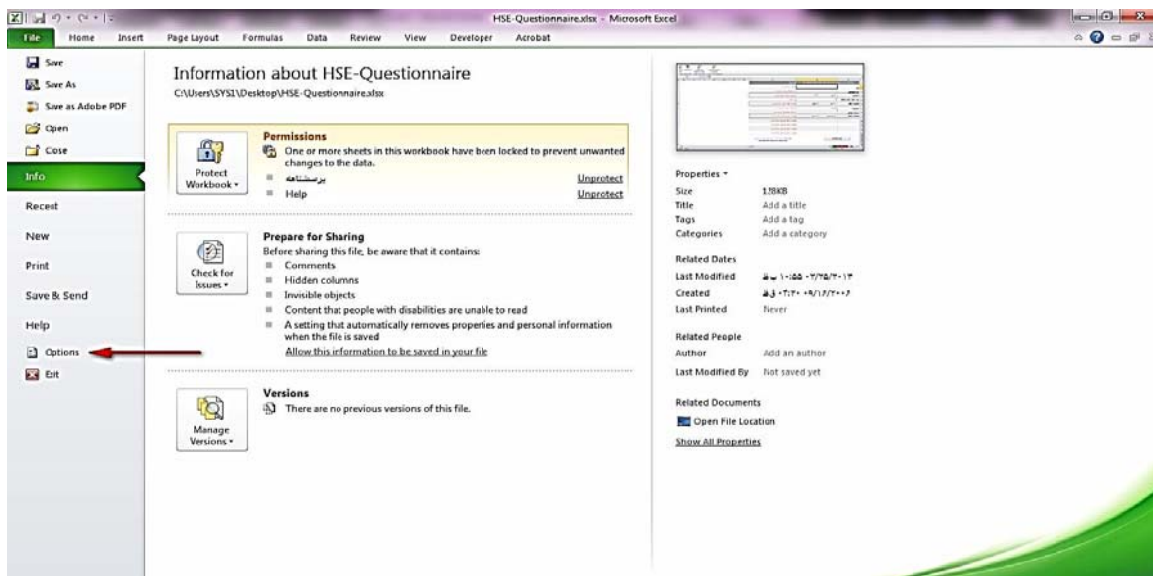 HSE-Questionnaire.xlsx - Microsoft Excel
File Home Insert Page Layout Formulas Data Review View Developer Acrobat
Save
Save As
Save as Adobe PDF
Open
Close
Info
Recent
New
Print
Save & Send
Help
Options
Exit
Information about HSE-Questionnaire
C:\Users\SYS1\Desktop\HSE-Questionnaire.xlsx
Protect
Workbook
Permissions
One or more sheets in this workbook have been locked to prevent unwanted
changes to the data.
پرسشنامه Unprotect
Help Unprotect
Check for
Issues
Prepare for Sharing
Before sharing this file, be aware that it contains:
Comments
Hidden columns
Invisible objects
Content that people with disabilities are unable to
read
A setting that automatically removes properties and personal information
when the file is saved
Allow this information to be saved in your file
Manage
Versions
Versions
There are no previous versions of this file.
Properties
Size 128KB
Title Add a title
Tags Add a tag
Categories Add a category
Related Dates
Last Modified
Created
Last Printed Never
Related People
Author Add an author
Last Modified By Not saved yet
Related Documents
Open File Location
Show All Properties